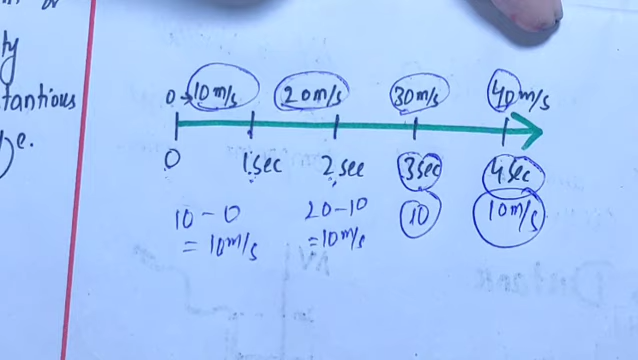 ty
tantious
0→10m/s 20m/s 30m/s 40m/s
0 1sec 2sec 3sec 4sec
10-0 20-10 10 10m/s
=10m/s =10m/s